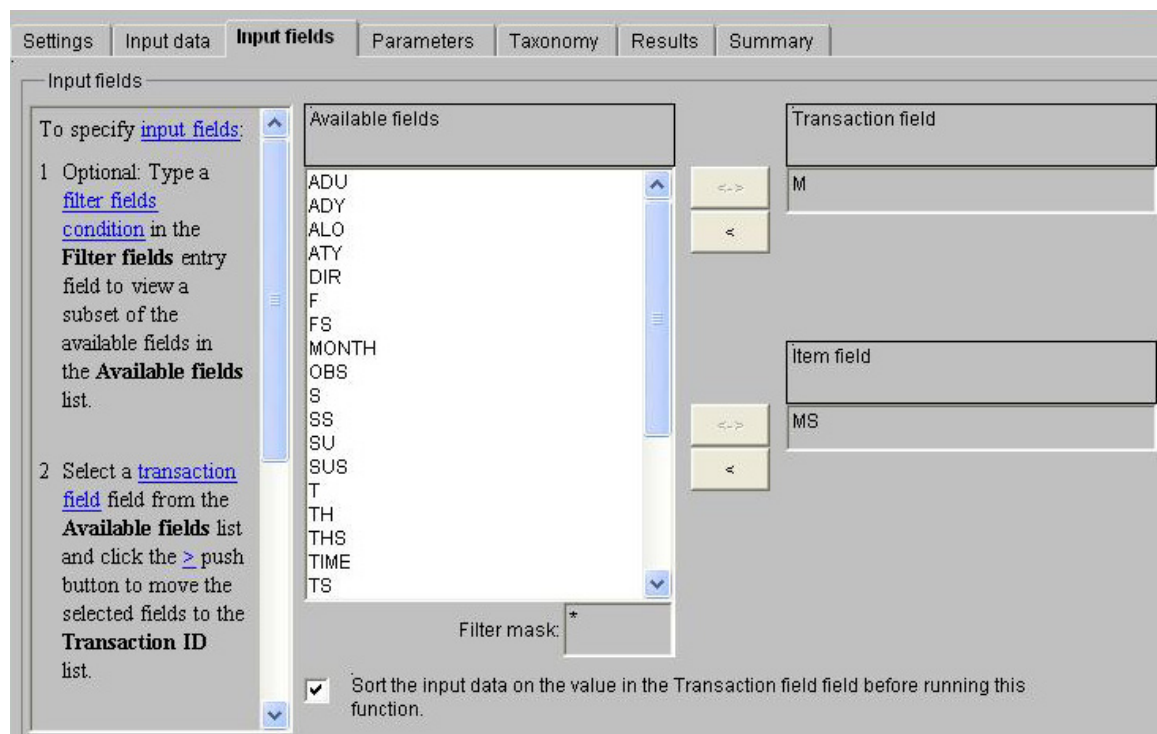 Settings Input data Input fields Parameters Taxonomy Results Summary
Input fields
To specify input fields:
1 Optional: Type a
filter fields
condition in the
Filter fields entry
field to view a
subset of the
available fields in
the Available fields
list.
2 Select a transaction
field field from the
Available fields list
and click the > push
button to move the
selected fields to the
Transaction ID
list.
Available fields
ADU
ADY
ALO
ATY
DIR
F
FS
MONTH
OBS
S
SS
SU
SUS
T
TH
THS
TIME
TS
Filter mask: *
<->
<
Transaction field
M
<->
<
Item field
MS
Sort the input data on the value in the Transaction field field before running this
function.